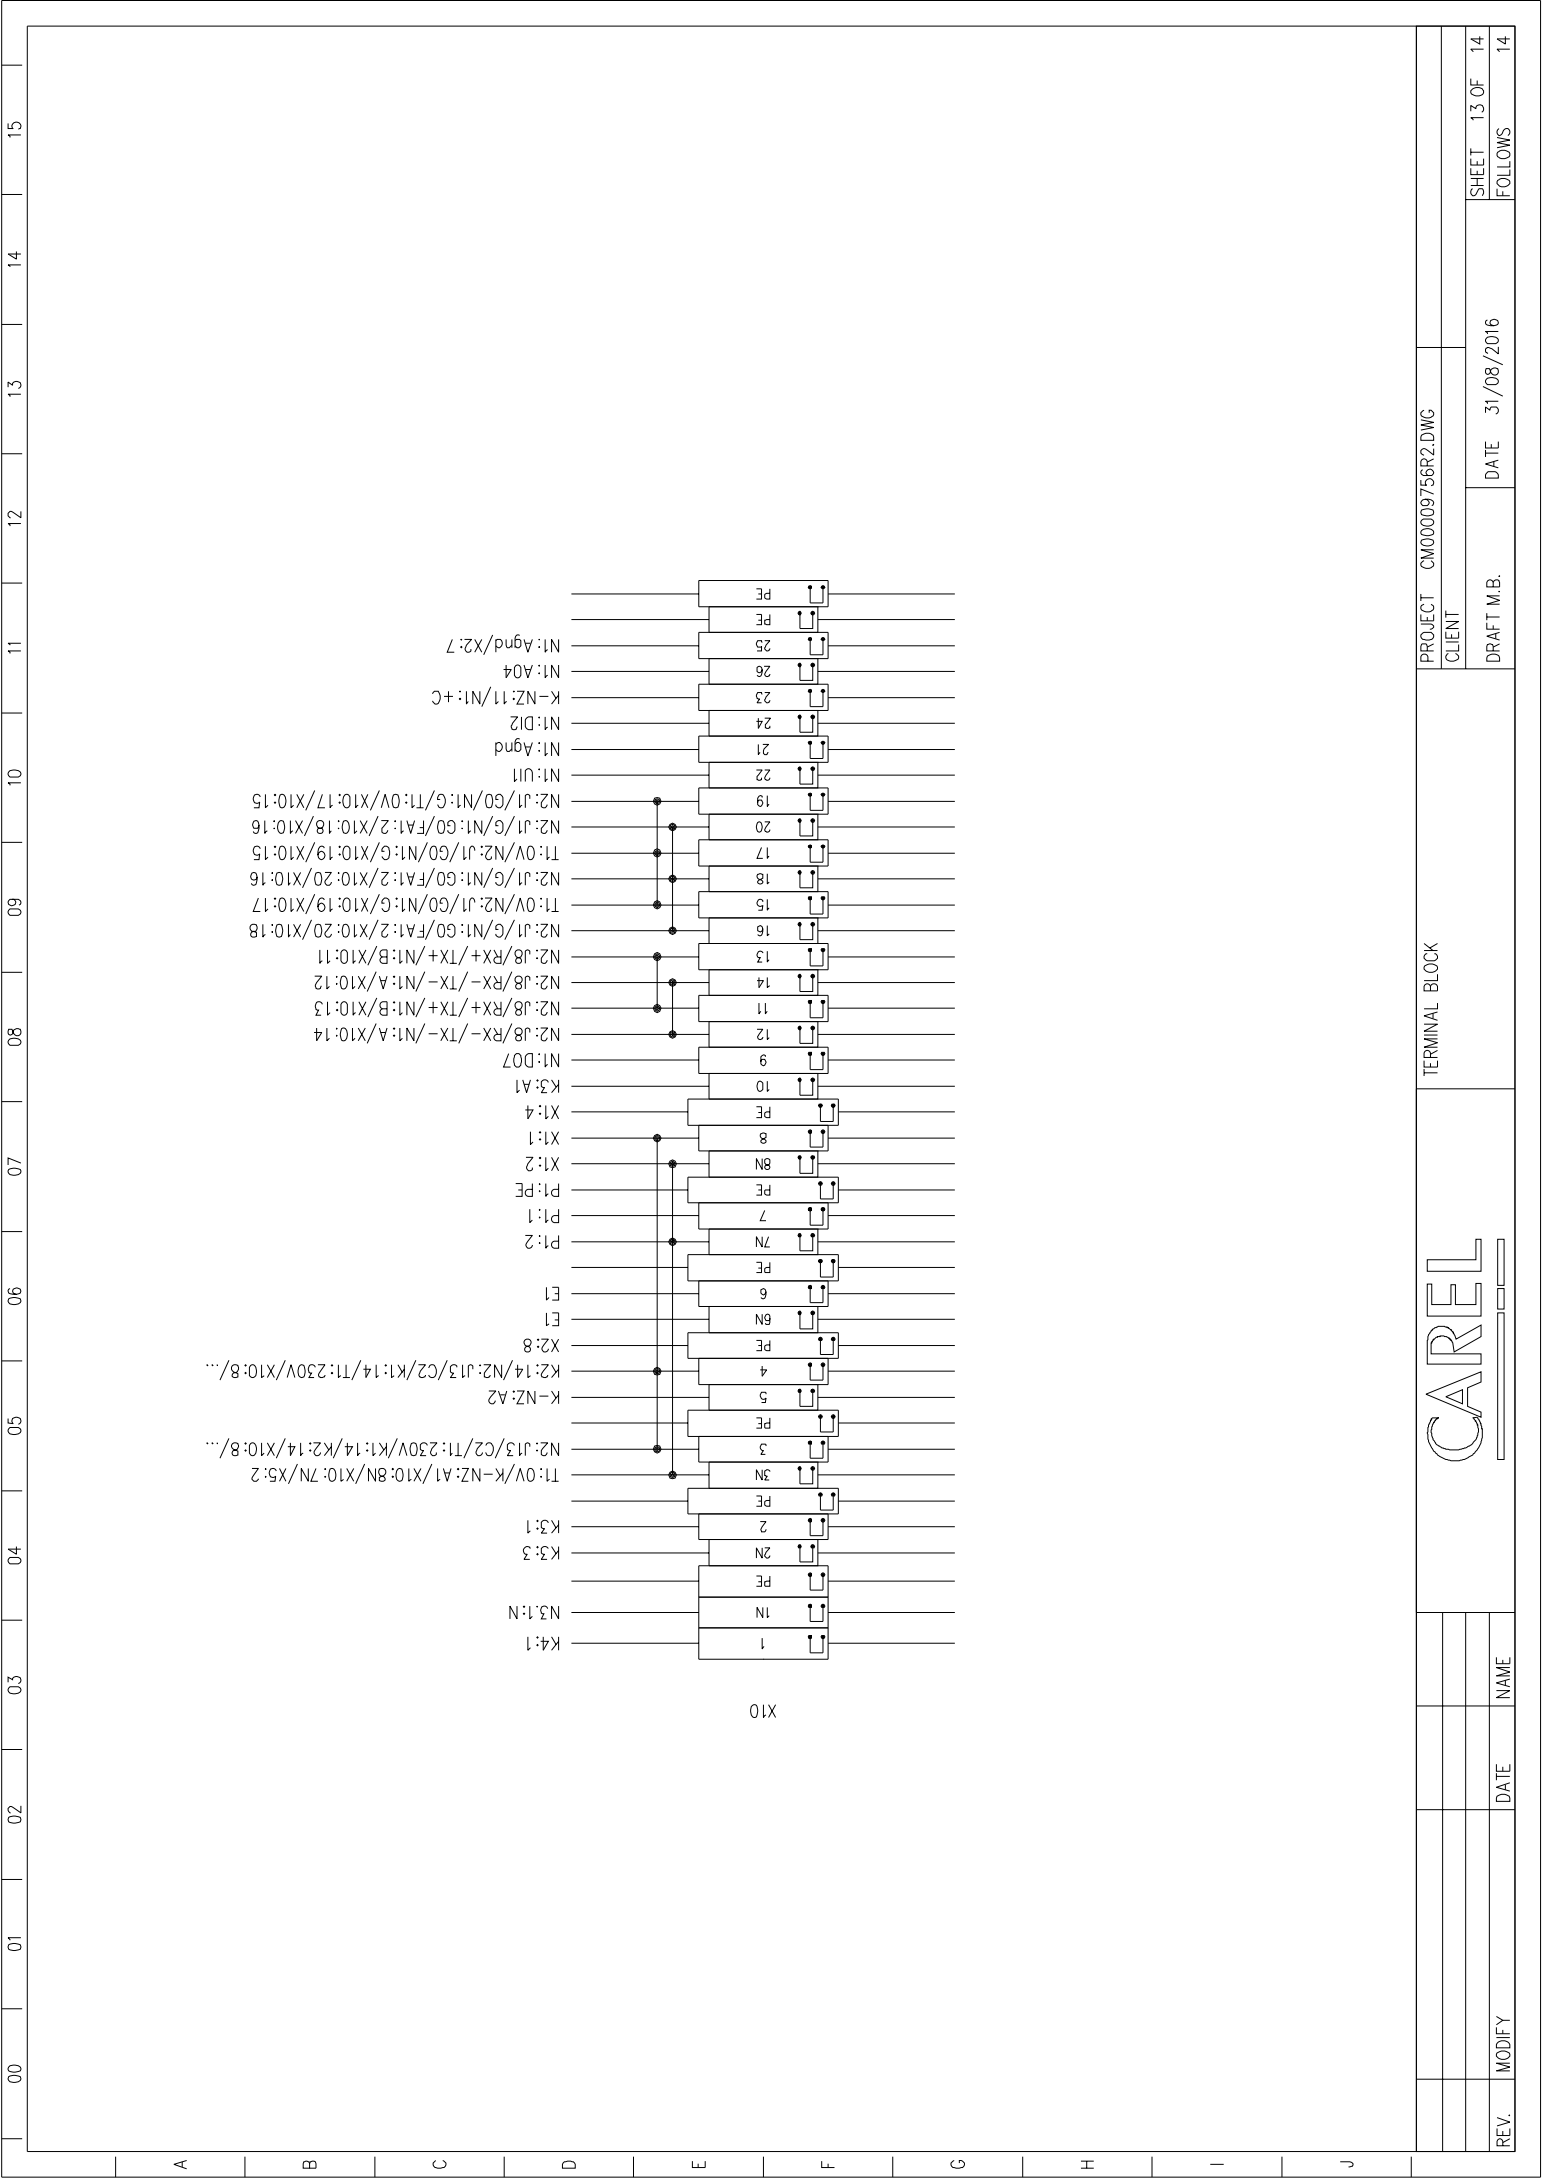 00 01 02 03 04 05 06 07 08 09 10 11 12 13 14 15
A
B
C
D
E
F
G
H
I
J
X10
K4:1 1
N3.1:N 1N
PE
K3:3 2N
K3:1 2
PE
T1:0V/K-NZ:A1/X10:8N/X10:7N/X5:2 3N
N2:J13/C2/T1:230V/K1:14/K2:14/X10:8/... 3
PE
K-NZ:A2 5
K2:14/N2:J13/C2/K1:14/T1:230V/X10:8/... 4
X2:8 PE
E1 6N
E1 6
PE
P1:2 7N
P1:1 7
P1:PE PE
X1:2 8N
X1:1 8
X1:4 PE
K3:A1 10
N1:DO7 9
N2:J8/RX-/TX-/N1:A/X10:14 12
N2:J8/RX+/TX+/N1:B/X10:13 11
N2:J8/RX-/TX-/N1:A/X10:12 14
N2:J8/RX+/TX+/N1:B/X10:11 13
N2:J1/G/N1:G0/FA1:2/X10:20/X10:18 16
T1:0V/N2:J1/G0/N1:G/X10:19/X10:17 15
N2:J1/G/N1:G0/FA1:2/X10:20/X10:16 18
T1:0V/N2:J1/G0/N1:G/X10:19/X10:15 17
N2:J1/G/N1:G0/FA1:2/X10:18/X10:16 20
N2:J1/G0/N1:G/T1:0V/X10:17/X10:15 19
N1:UI1 22
N1:Agnd 21
N1:DI2 24
K-NZ:11/N1:+C 23
N1:AO4 26
N1:Agnd/X2:7 25
PE
PE
REV. MODIFY DATE NAME
CAREL
TERMINAL BLOCK
PROJECT CM00009756R2.DWG
CLIENT
DRAFT M.B. DATE 31/08/2016
SHEET 13 OF 14
FOLLOWS 14